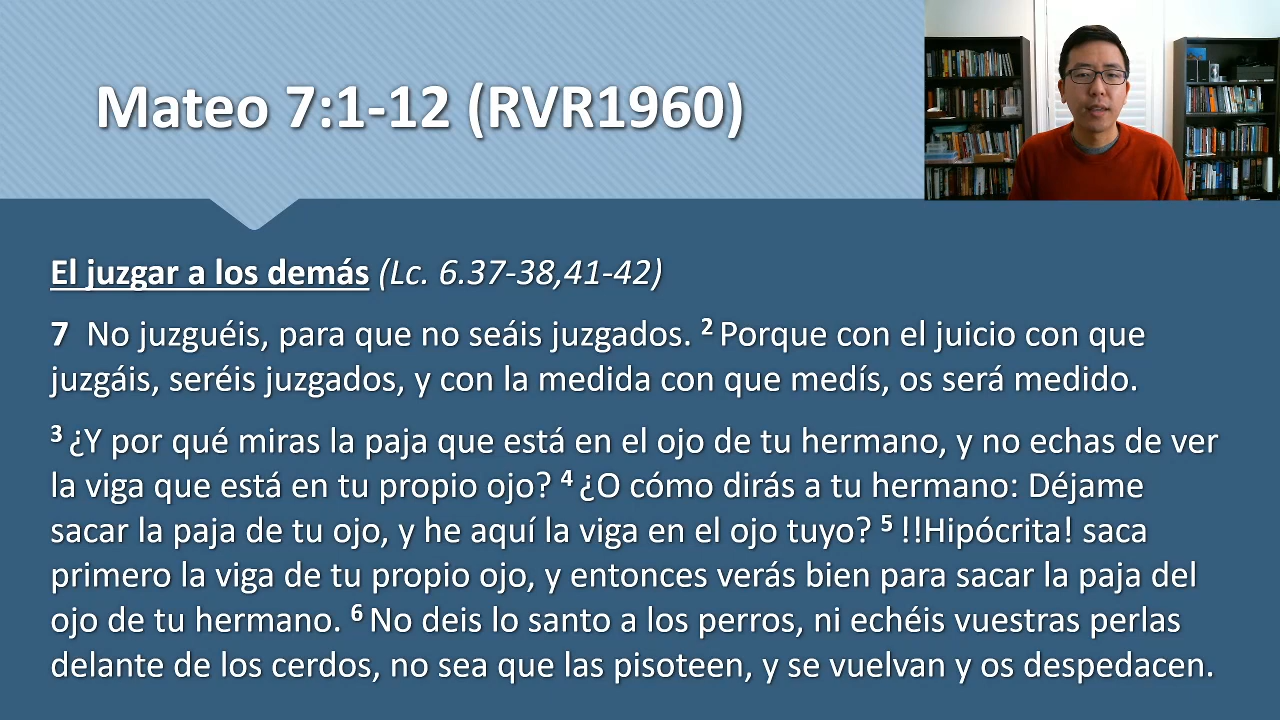 Mateo 7:1-12 (RVR1960)
El juzgar a los demás (Lc. 6.37-38,41-42)
7 No juzguéis, para que no seáis juzgados. 2 Porque con el juicio con que
juzgáis, seréis juzgados, y con la medida con que medís, os será medido.
3 ¿Y por qué miras la paja que está en el ojo de tu hermano, y no echas de ver
la viga que está en tu propio ojo? 4 ¿O cómo dirás a tu hermano: Déjame
sacar la paja de tu ojo, y he aquí la viga en el ojo tuyo? 5 !!Hipócrita! saca
primero la viga de tu propio ojo, y entonces verás bien para sacar la paja del
ojo de tu hermano. 6 No deis lo santo a los perros, ni echéis vuestras perlas
delante de los cerdos, no sea que las pisoteen, y se vuelvan y os despedacen.